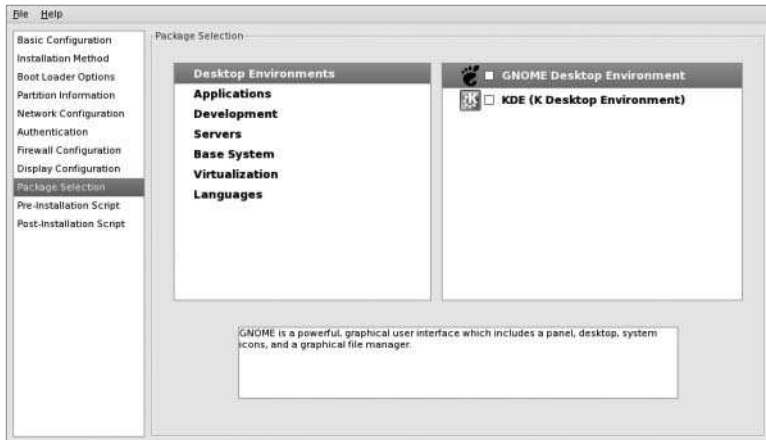 File Help
Basic Configuration
Installation Method
Boot Loader Options
Partition Information
Network Configuration
Authentication
Firewall Configuration
Display Configuration
Package Selection
Pre-Installation Script
Post-Installation Script
Package Selection
Desktop Environments
Applications
Development
Servers
Base System
Virtualization
Languages
GNOME Desktop Environment
KDE (K Desktop Environment)
GNOME is a powerful, graphical user interface which includes a panel, desktop, system
icons, and a graphical file manager.